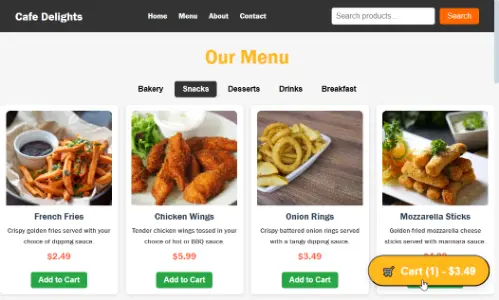 Cafe Delights
Home Menu About Contact
Search products... Search
Our Menu
Bakery Snacks Desserts Drinks Breakfast
French Fries
Crispy golden fries served with your
choice of dipping sauce.
$2.49
Add to Cart
Chicken Wings
Tender chicken wings tossed in your
choice of hot or BBQ sauce.
$5.99
Add to Cart
Onion Rings
Crispy battered onion rings served
with a tangy dipping sauce.
$3.49
Add to Cart
Mozzarella Sticks
Golden fried mozzarella cheese
sticks served with marinara sauce.
Cart (1) - $3.49